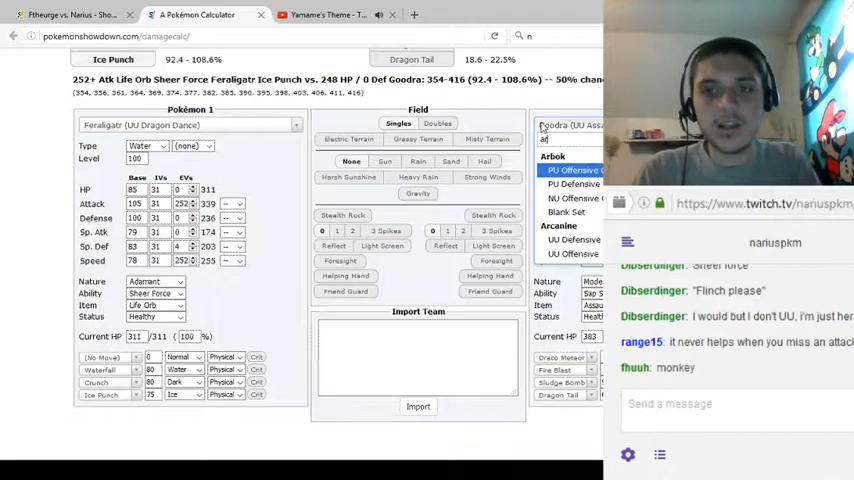 Ftheurge vs. Narius - Sho
A Pokémon Calculator
Yamame's Theme - T
pokemonshowdown.com/damagecalc/
n
Ice Punch 92.4 - 108.6%
Dragon Tail 18.6 - 22.5%
252+ Atk Life Orb Sheer Force Feraligatr Ice Punch vs. 248 HP / 0 Def Goodra: 354-416 (92.4 - 108.6%) -- 50% chan
(354, 356, 361, 364, 369, 374, 377, 382, 385, 390, 395, 398, 403, 406, 411, 416)
Pokémon 1
Feraligatr (UU Dragon Dance)
Type Water (none)
Level 100
Base IVs EVs
HP 85 31 0 311
Attack 105 31 252 339 --
Defense 100 31 0 236 --
Sp. Atk 79 31 0 174 --
Sp. Def 83 31 4 203 --
Speed 78 31 252 255 --
Nature Adamant
Ability Sheer Force
Item Life Orb
Status Healthy
Current HP 311 /311 ( 100 %)
(No Move) 0 Normal Physical Crit
Waterfall 80 Water Physical Crit
Crunch 80 Dark Physical Crit
Ice Punch 75 Ice Physical Crit
Field
Singles Doubles
Electric Terrain Grassy Terrain Misty Terrain
None Sun Rain Sand Hail
Harsh Sunshine Heavy Rain Strong Winds
Gravity
Stealth Rock Stealth Rock
0 1 2 3 Spikes 0 1 2 3 Spikes
Reflect Light Screen Reflect Light Screen
Foresight Foresight
Helping Hand Helping Hand
Friend Guard Friend Guard
Import Team
Import
Goodra (UU Assa
ar
Arbok
PU Offensive
PU Defensive
NU Offensive
Blank Set
Arcanine
UU Defensive
UU Offensive
Nature Mode
Ability Sap S
Item Assau
Status Healt
Current HP 383
Draco Meteor
Fire Blast
Sludge Bomb
Dragon Tail
https://www.twitch.tv/nariuspkm
nariuspkm
Dibserdinger: Sheer force
Dibserdinger: "Flinch please"
Dibserdinger: I would but I don't UU, i'm just her
range15: it never helps when you miss an attack
fhuuh: monkey
Send a message